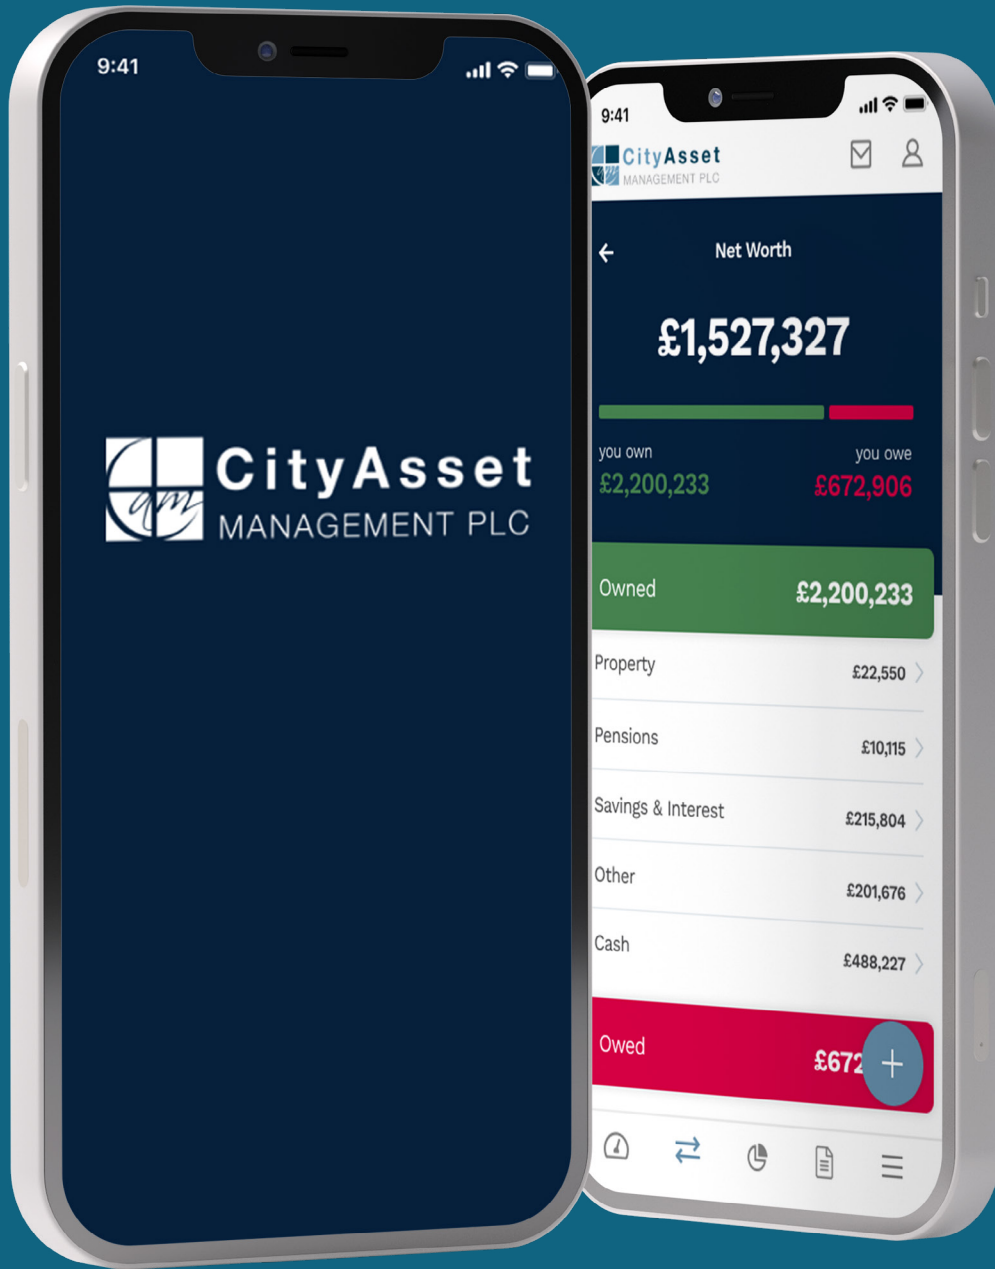 9:41
CityAsset
MANAGEMENT PLC
9:41
CityAsset
MANAGEMENT PLC
Net Worth
£1,527,327
you own
you owe
£2,200,233
£672,906
Owned £2,200,233
Property £22,550
Pensions £10,115
Savings & Interest £215,804
Other £201,676
Cash £488,227
Owed £672